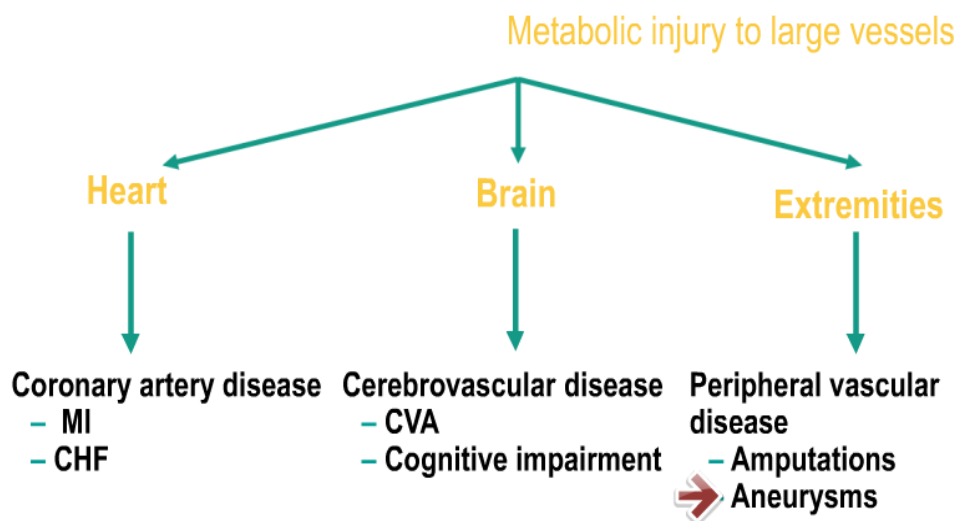 Metabolic injury to large vessels
Heart
Brain
Extremities
Coronary artery disease
– MI
– CHF
Cerebrovascular disease
– CVA
– Cognitive impairment
Peripheral vascular
disease
– Amputations
Aneurysms